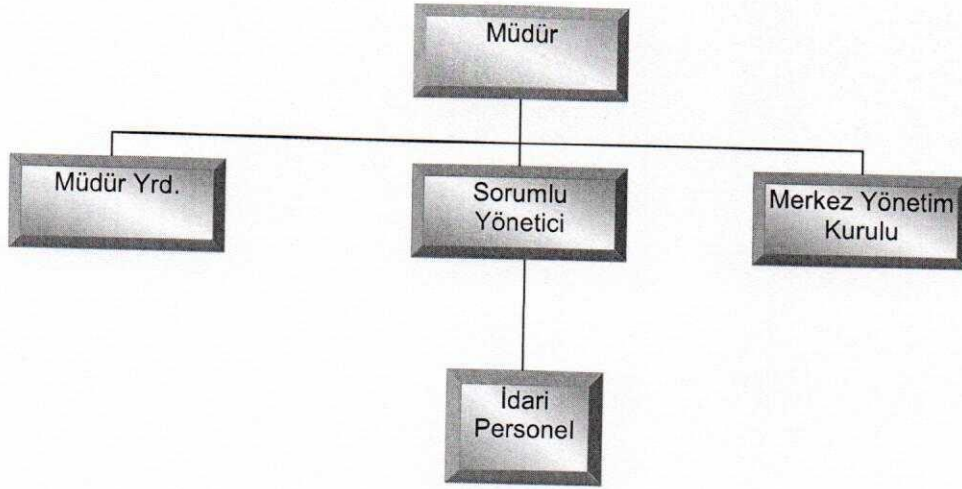 Müdür
Müdür Yrd.
Sorumlu
Yönetici
Merkez Yönetim
Kurulu
İdari
Personel